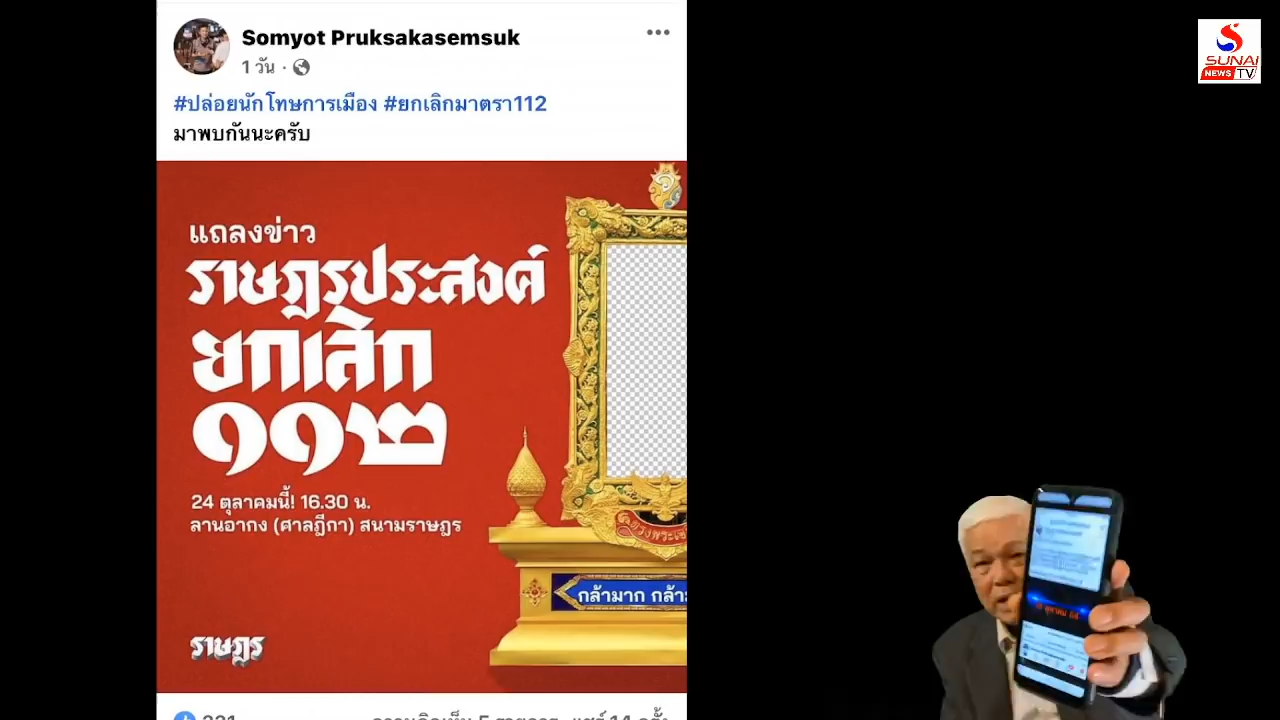 Somyot Pruksakasemsuk
1 วัน ·
#ปล่อยนักโทษการเมือง #ยกเลิกมาตรา112
มาพบกันนะครับ
แถลงข่าว
ราษฎรประสงค์
ยกเลิก
๑๑๒
24 ตุลาคมนี้! 16.30 น.
ลานอากง (ศาลฎีกา) สนามราษฎร
กล้ามาก
ราษฎร
SUNAI
NEWS TV